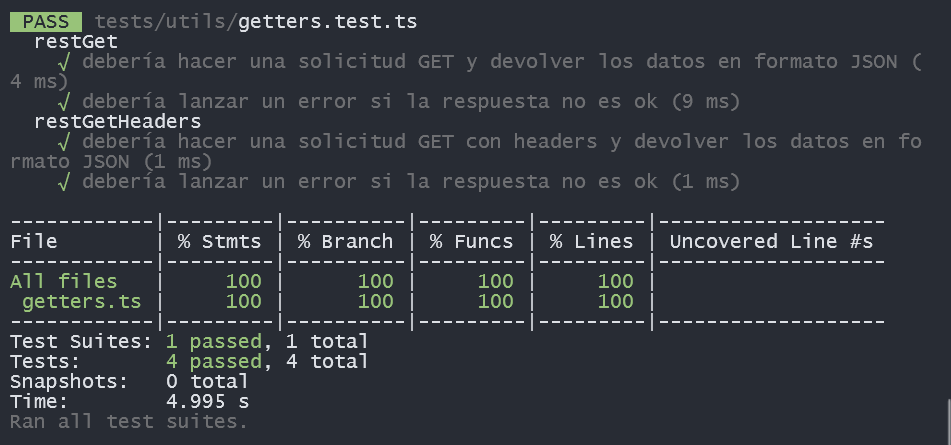 PASS tests/utils/getters.test.ts
restGet
√ debería hacer una solicitud GET y devolver los datos en formato JSON (
4 ms)
√ debería lanzar un error si la respuesta no es ok (9 ms)
restGetHeaders
√ debería hacer una solicitud GET con headers y devolver los datos en fo
rmato JSON (1 ms)
√ debería lanzar un error si la respuesta no es ok (1 ms)
------------|---------|----------|---------|---------|-------------------
File        | % Stmts | % Branch | % Funcs | % Lines | Uncovered Line #s
------------|---------|----------|---------|---------|-------------------
All files   |     100 |      100 |     100 |     100 |
 getters.ts |     100 |      100 |     100 |     100 |
------------|---------|----------|---------|---------|-------------------
Test Suites: 1 passed, 1 total
Tests:       4 passed, 4 total
Snapshots:   0 total
Time:        4.995 s
Ran all test suites.